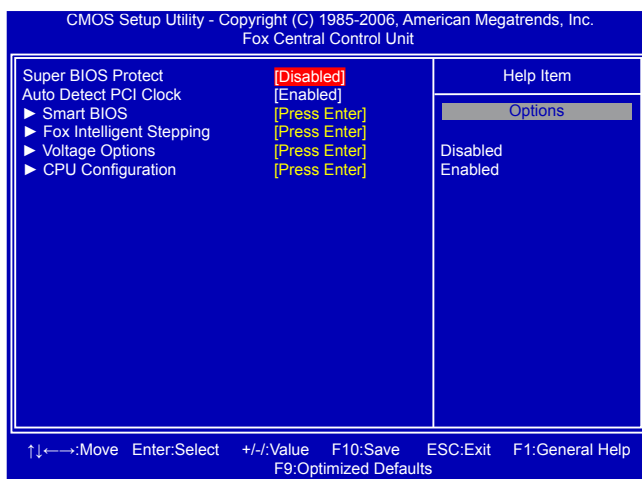 CMOS Setup Utility - Copyright (C) 1985-2006, American Megatrends, Inc.
Fox Central Control Unit
Super BIOS Protect [Disabled]
Auto Detect PCI Clock [Enabled]
► Smart BIOS [Press Enter]
► Fox Intelligent Stepping [Press Enter]
► Voltage Options [Press Enter]
► CPU Configuration [Press Enter]
Help Item
Options
Disabled
Enabled
↑↓←→:Move Enter:Select +/-/:Value F10:Save ESC:Exit F1:General Help
F9:Optimized Defaults